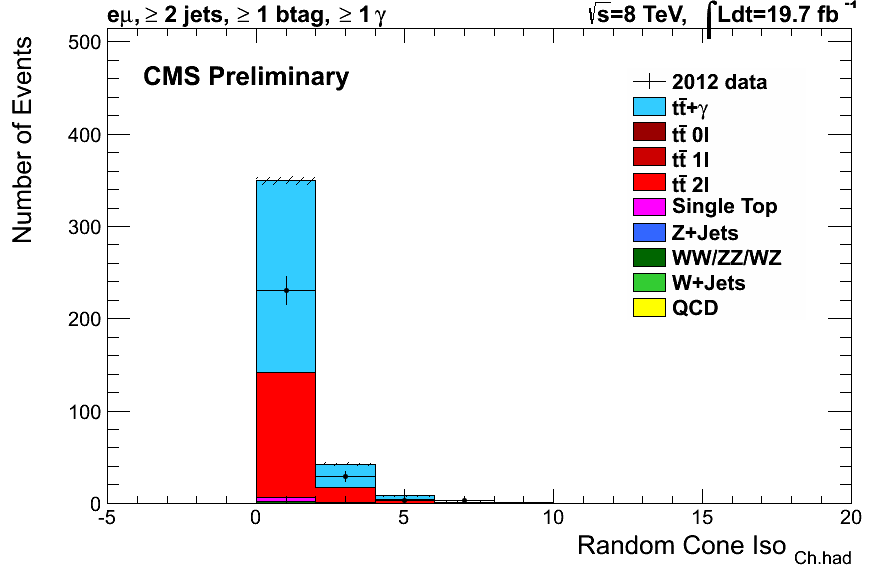 eμ, ≥ 2 jets, ≥ 1 btag, ≥ 1 γ
√s=8 TeV, ∫Ldt=19.7 fb⁻¹
CMS Preliminary
2012 data
tt̄+γ
tt̄ 0l
tt̄ 1l
tt̄ 2l
Single Top
Z+Jets
WW/ZZ/WZ
W+Jets
QCD
Number of Events
500
400
300
200
100
0
-5 0 5 10 15 20
Random Cone Iso Ch.had